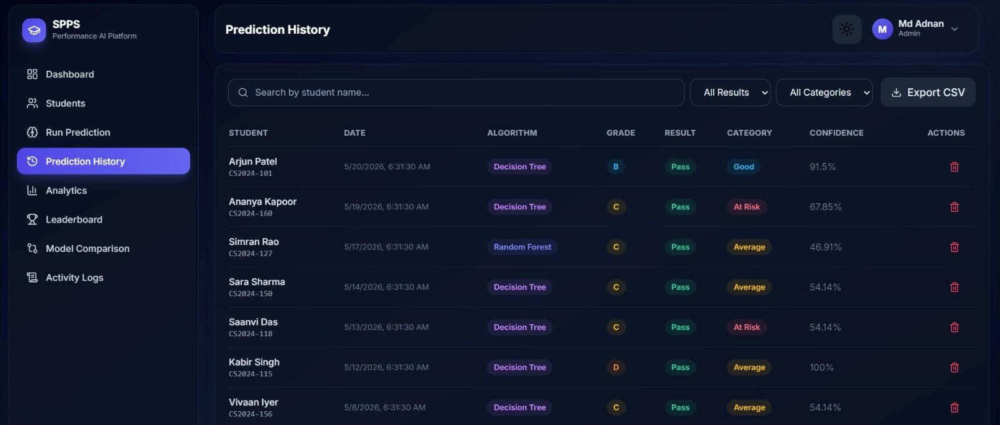 SPPS
Performance AI Platform
Dashboard
Students
Run Prediction
Prediction History
Analytics
Leaderboard
Model Comparison
Activity Logs
Prediction History
M
Md Adnan
Admin
Search by student name...
All Results
All Categories
Export CSV
STUDENT DATE ALGORITHM GRADE RESULT CATEGORY CONFIDENCE ACTIONS
Arjun Patel
CS2024-101
5/20/2026, 6:31:30 AM Decision Tree B Pass Good 91.5%
Ananya Kapoor
CS2024-160
5/19/2026, 6:31:30 AM Decision Tree C Pass At Risk 67.85%
Simran Rao
CS2024-127
5/17/2026, 6:31:30 AM Random Forest C Pass Average 46.91%
Sara Sharma
CS2024-150
5/14/2026, 6:31:30 AM Decision Tree C Pass Average 54.14%
Saanvi Das
CS2024-118
5/13/2026, 6:31:30 AM Decision Tree C Pass At Risk 54.14%
Kabir Singh
CS2024-115
5/12/2026, 6:31:30 AM Decision Tree D Pass Average 100%
Vivaan Iyer
CS2024-156
5/8/2026, 6:31:30 AM Decision Tree C Pass Average 54.14%